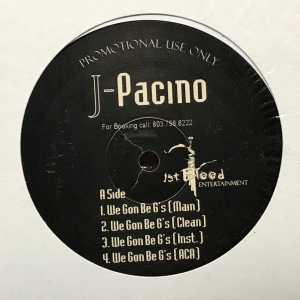 PROMOTIONAL USE ONLY
J-Pacino
For Booking call: 803.798.8222
1st Blood
ENTERTAINMENT
A Side
1. We Gon Be G's (Main)
2. We Gon Be G's (Clean)
3. We Gon Be G's (Inst.)
4. We Gon Be G's (ACA)